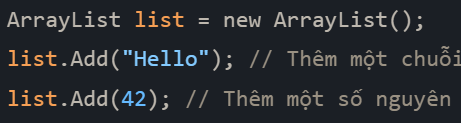 ArrayList list = new ArrayList();
list.Add("Hello"); // Thêm một chuỗi
list.Add(42); // Thêm một số nguyên